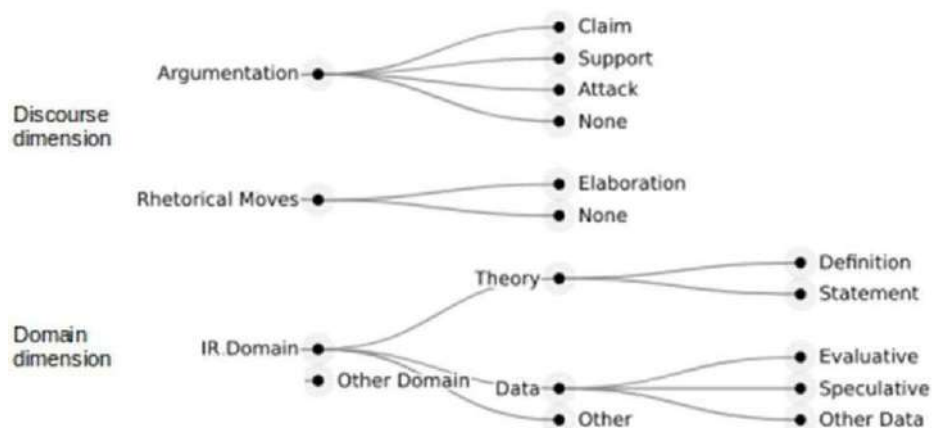 Claim
Support
Argumentation
Attack
Discourse
dimension
None
Elaboration
Rhetorical Moves
None
Definition
Theory
Statement
Domain
dimension
IR.Domain
Evaluative
Other Domain
Data
Speculative
Other
Other Data